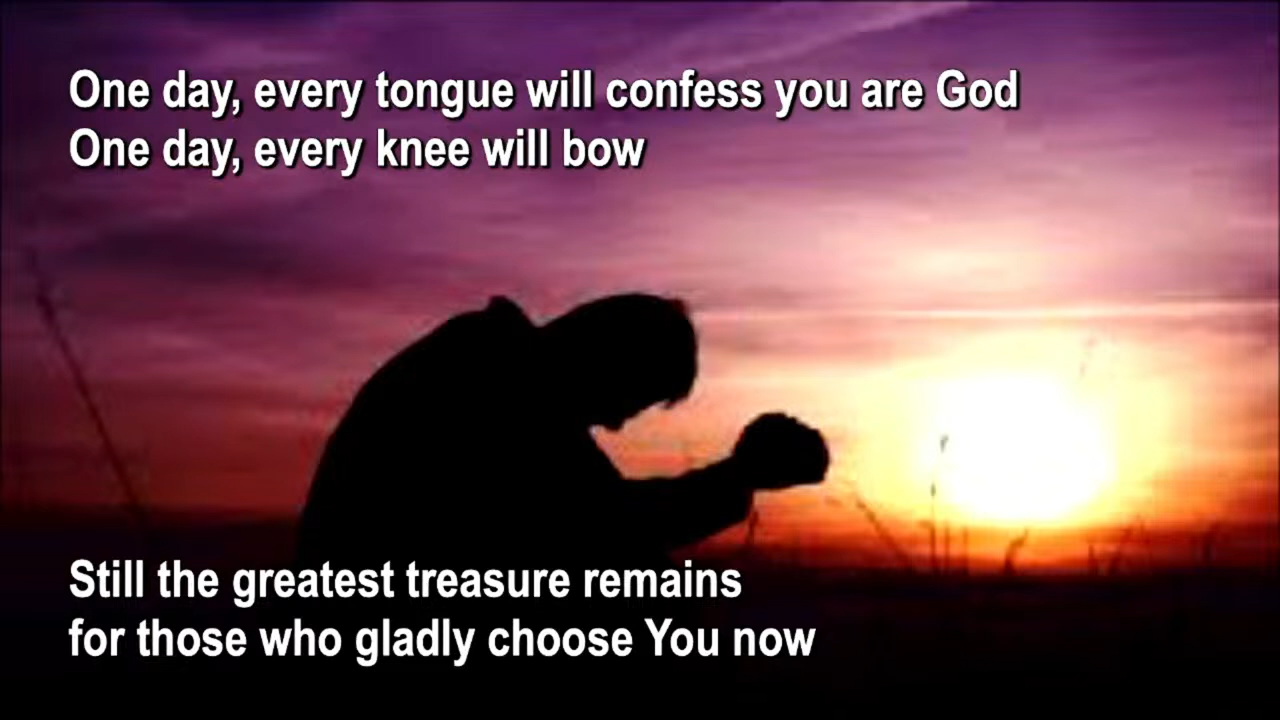 One day, every tongue will confess you are God
One day, every knee will bow
Still the greatest treasure remains
for those who gladly choose You now